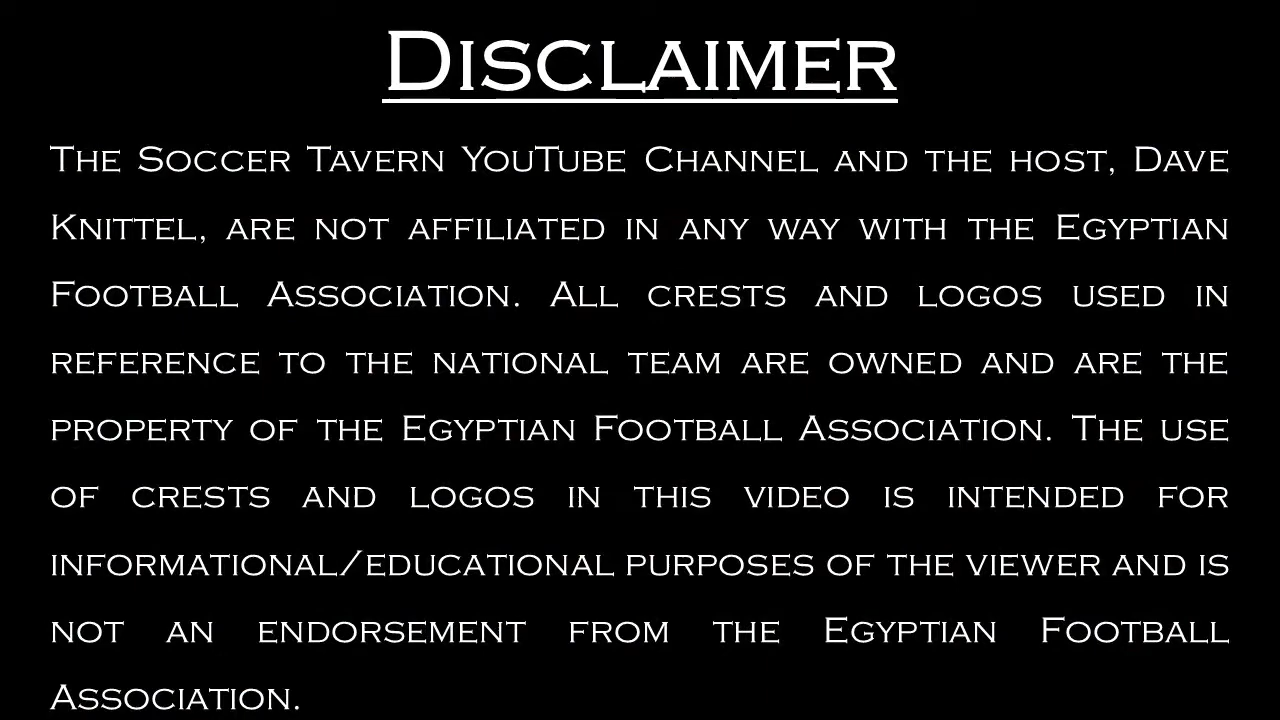 Disclaimer
The Soccer Tavern YouTube Channel and the host, Dave
Knittel, are not affiliated in any way with the Egyptian
Football Association. All crests and logos used in
reference to the national team are owned and are the
property of the Egyptian Football Association. The use
of crests and logos in this video is intended for
informational/educational purposes of the viewer and is
not an endorsement from the Egyptian Football
Association.